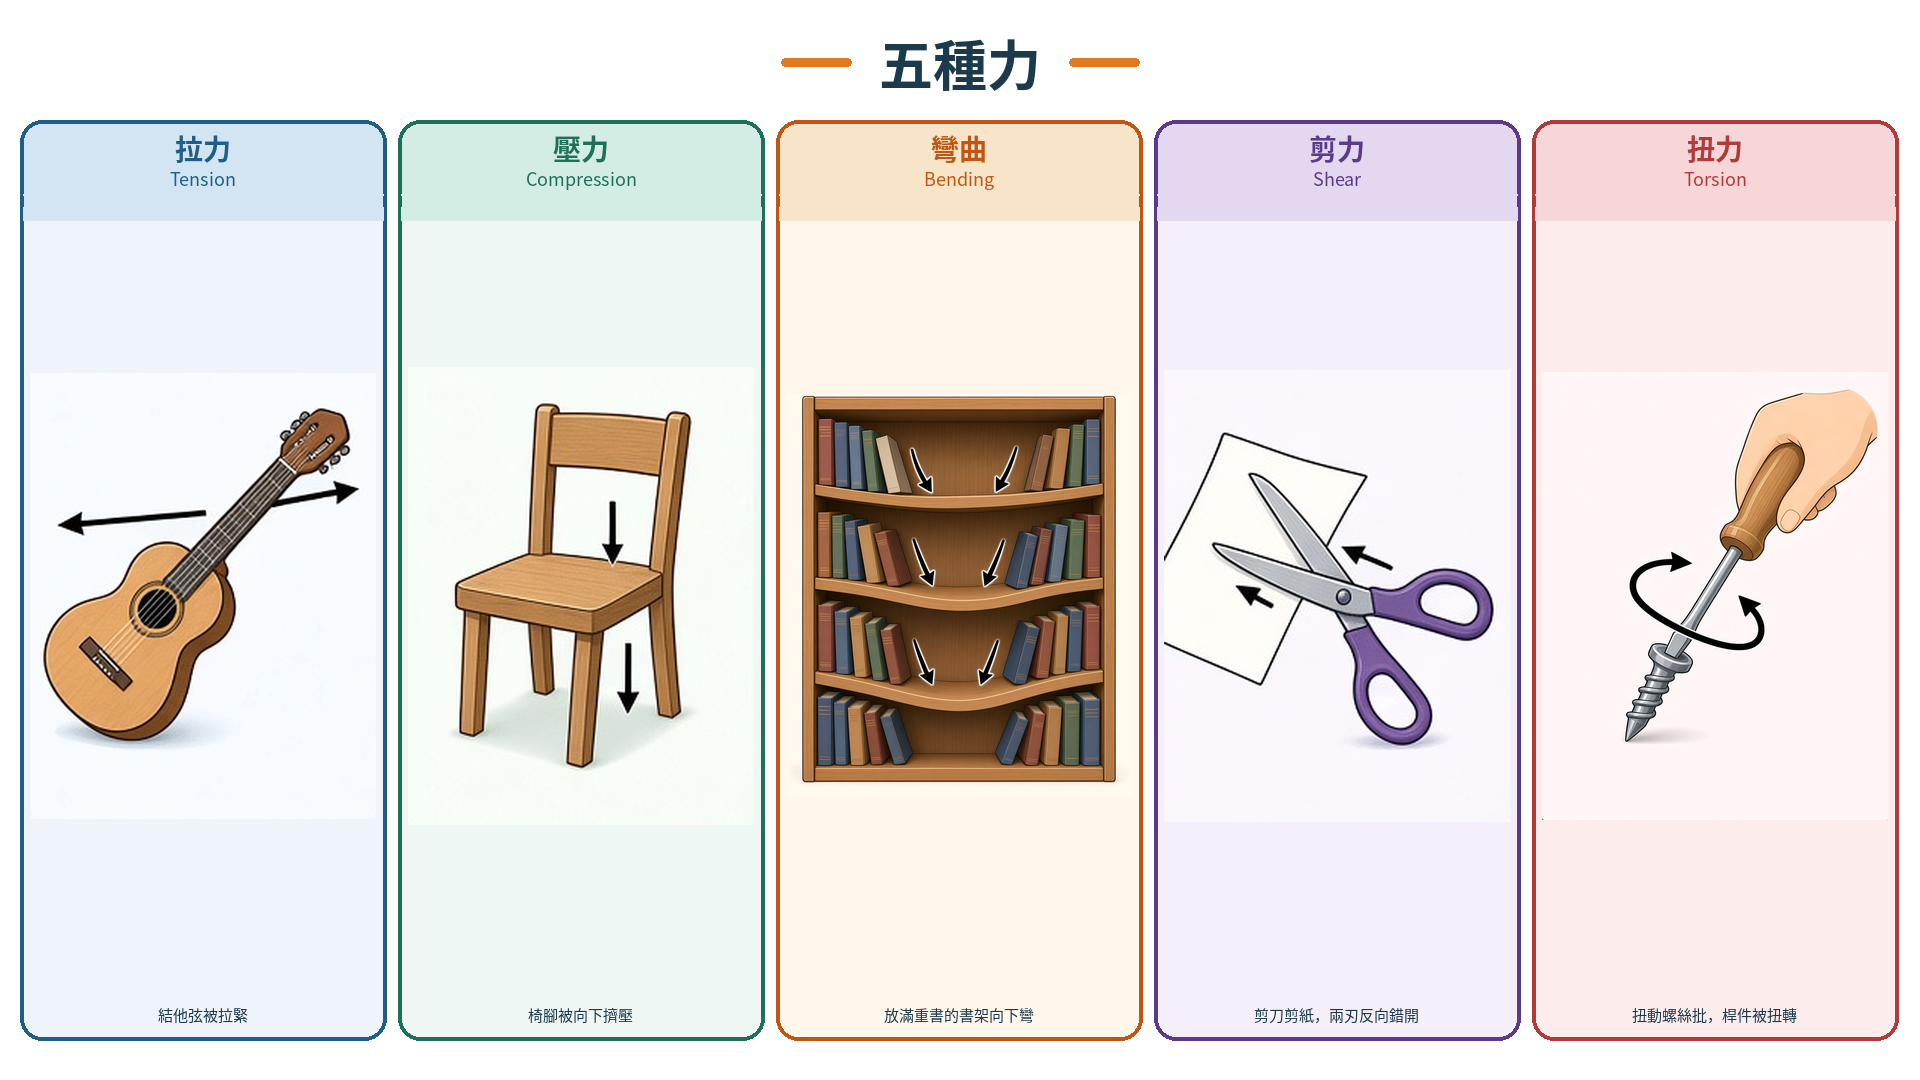 五種力
拉力
Tension
結他弦被拉緊
壓力
Compression
椅腳被向下擠壓
彎曲
Bending
放滿重書的書架向下彎
剪力
Shear
剪刀剪紙，兩刃反向錯開
扭力
Torsion
扭動螺絲批，桿件被扭轉